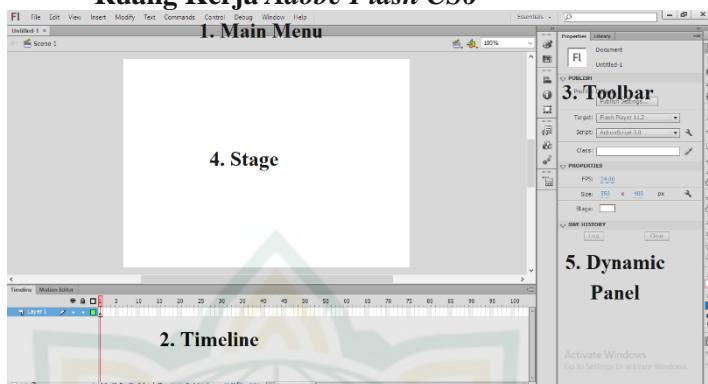 Ruang Kerja Adobe Flash CS6
Fl File Edit View Insert Modify Text Commands Control Debug Window Help Essentials
Untitled-1 ×
1. Main Menu
Scene 1
100%
Properties Library
Fl
Document
Untitled-1
PUBLISH
3. Toolbar
Publish Settings...
Target: Flash Player 11.2
Script: ActionScript 3.0
Class:
4. Stage
PROPERTIES
FPS: 24.00
Size: 550 x 400 px
Stage:
SWF HISTORY
Log Clear
5. Dynamic
Panel
Timeline Motion Editor
5 10 15 20 25 30 35 40 45 50 55 60 65 70 75 80 85 90 95 100
Layer 1
2. Timeline
Activate Windows
Go to Settings to activate Windows.